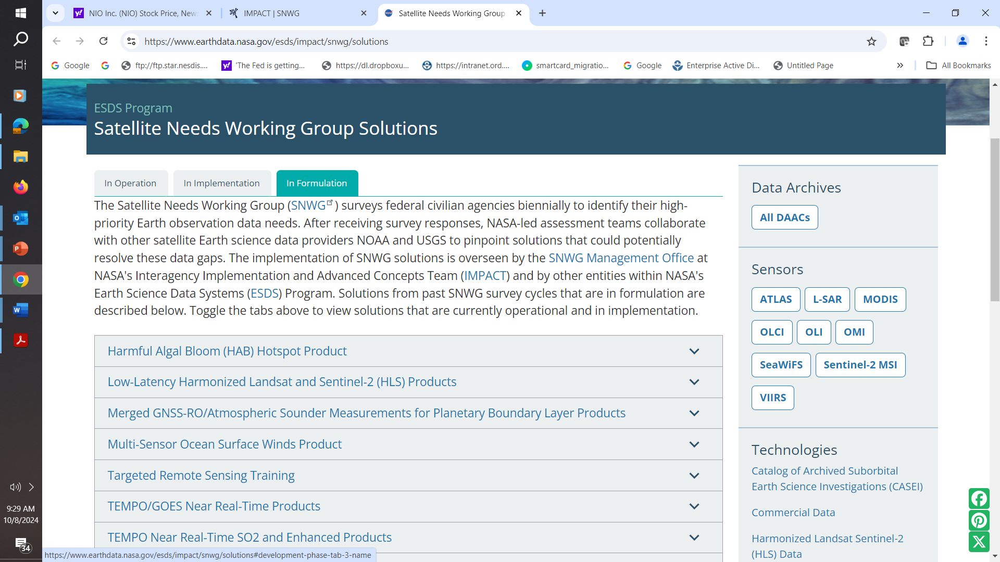 NIO Inc. (NIO) Stock Price, New
IMPACT | SNWG
Satellite Needs Working Group
https://www.earthdata.nasa.gov/esds/impact/snwg/solutions
Google
ftp://ftp.star.nesdis....
'The Fed is getting...
https://dl.dropboxu...
https://intranet.ord....
smartcard_migratio...
Google
Enterprise Active Di...
Untitled Page
All Bookmarks
ESDS Program
Satellite Needs Working Group Solutions
In Operation
In Implementation
In Formulation
The Satellite Needs Working Group (SNWG) surveys federal civilian agencies biennially to identify their high-
priority Earth observation data needs. After receiving survey responses, NASA-led assessment teams collaborate
with other satellite Earth science data providers NOAA and USGS to pinpoint solutions that could potentially
resolve these data gaps. The implementation of SNWG solutions is overseen by the SNWG Management Office at
NASA's Interagency Implementation and Advanced Concepts Team (IMPACT) and by other entities within NASA's
Earth Science Data Systems (ESDS) Program. Solutions from past SNWG survey cycles that are in formulation are
described below. Toggle the tabs above to view solutions that are currently operational and in implementation.
Harmful Algal Bloom (HAB) Hotspot Product
Low-Latency Harmonized Landsat and Sentinel-2 (HLS) Products
Merged GNSS-RO/Atmospheric Sounder Measurements for Planetary Boundary Layer Products
Multi-Sensor Ocean Surface Winds Product
Targeted Remote Sensing Training
TEMPO/GOES Near Real-Time Products
TEMPO Near Real-Time SO2 and Enhanced Products
Data Archives
All DAACs
Sensors
ATLAS
L-SAR
MODIS
OLCI
OLI
OMI
SeaWiFS
Sentinel-2 MSI
VIIRS
Technologies
Catalog of Archived Suborbital
Earth Science Investigations (CASEI)
Commercial Data
Harmonized Landsat Sentinel-2
(HLS) Data
9:29 AM
10/8/2024
34
https://www.earthdata.nasa.gov/esds/impact/snwg/solutions#development-phase-tab-3-name